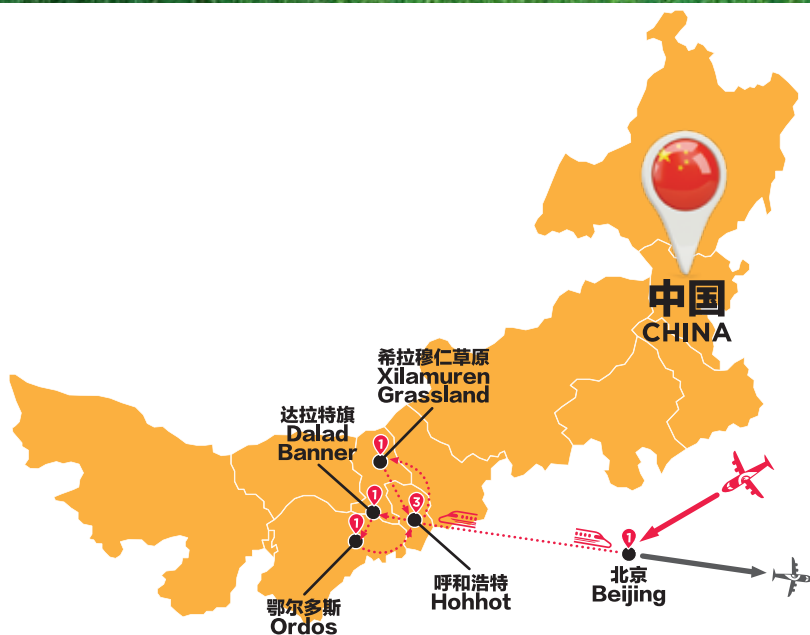 中国
CHINA
希拉穆仁草原
Xilamuren
Grassland
达拉特旗
Dalad
Banner
1
1
3
1
1
鄂尔多斯
Ordos
呼和浩特
Hohhot
北京
Beijing